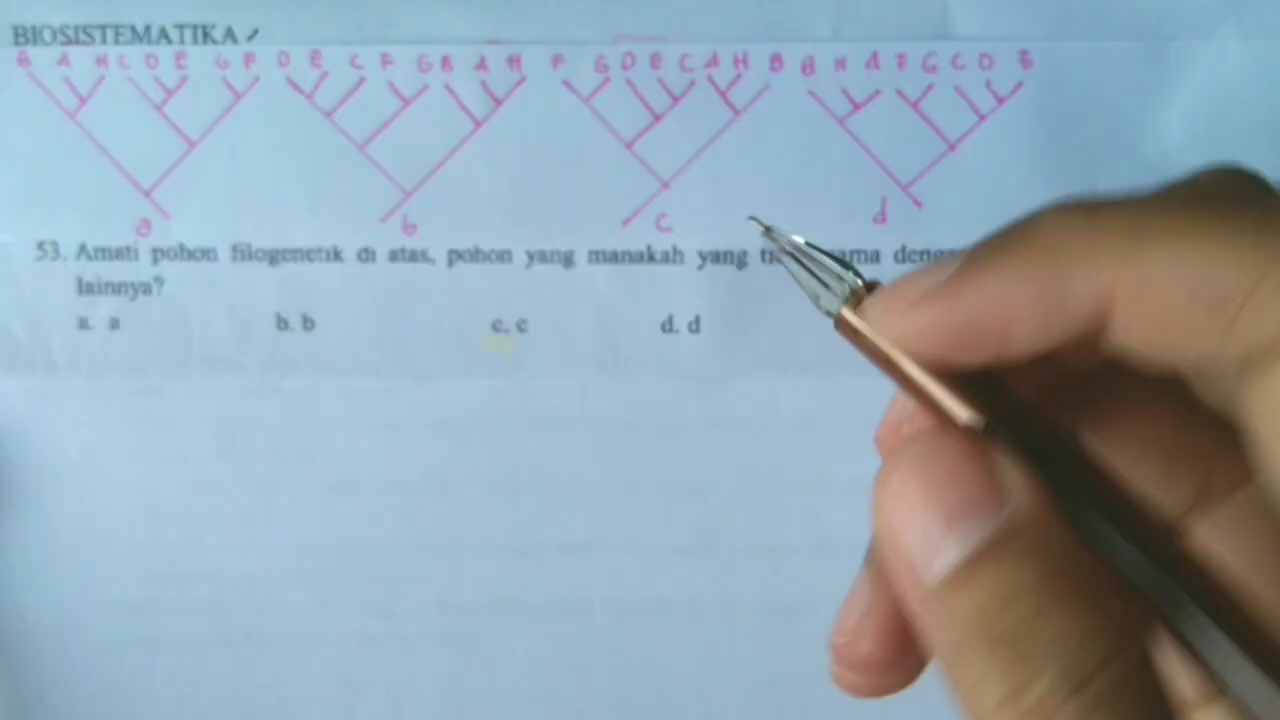 BIOSISTEMATIKA
B A H C D E G F D E C F G B A H F G D E C A H B B H A F G C D E
a b c d
53. Amati pohon filogenetik di atas, pohon yang manakah yang
lainnya?
a. a b. b c. c d. d